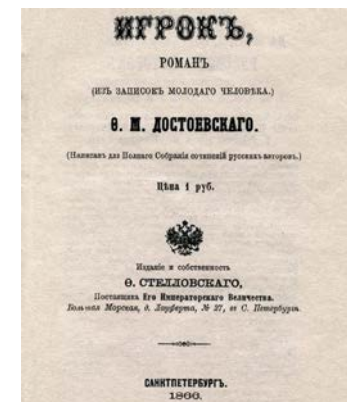 ИГРОКЪ,
РОМАНЪ
(ИЗЪ ЗАПИСОКЪ МОЛОДАГО ЧЕЛОВѢКА.)
Ѳ. М. ДОСТОЕВСКАГО.
(Написанъ для Полнаго Собранія сочиненій русскихъ авторовъ.)
Цѣна 1 руб.
Изданіе и собственность
Ѳ. СТЕЛЛОВСКАГО,
Поставщика Его Императорскаго Величества.
Большая Морская, д. Лауферта, № 27, въ С. Петербургѣ.
САНКТПЕТЕРБУРГЪ.
1866.